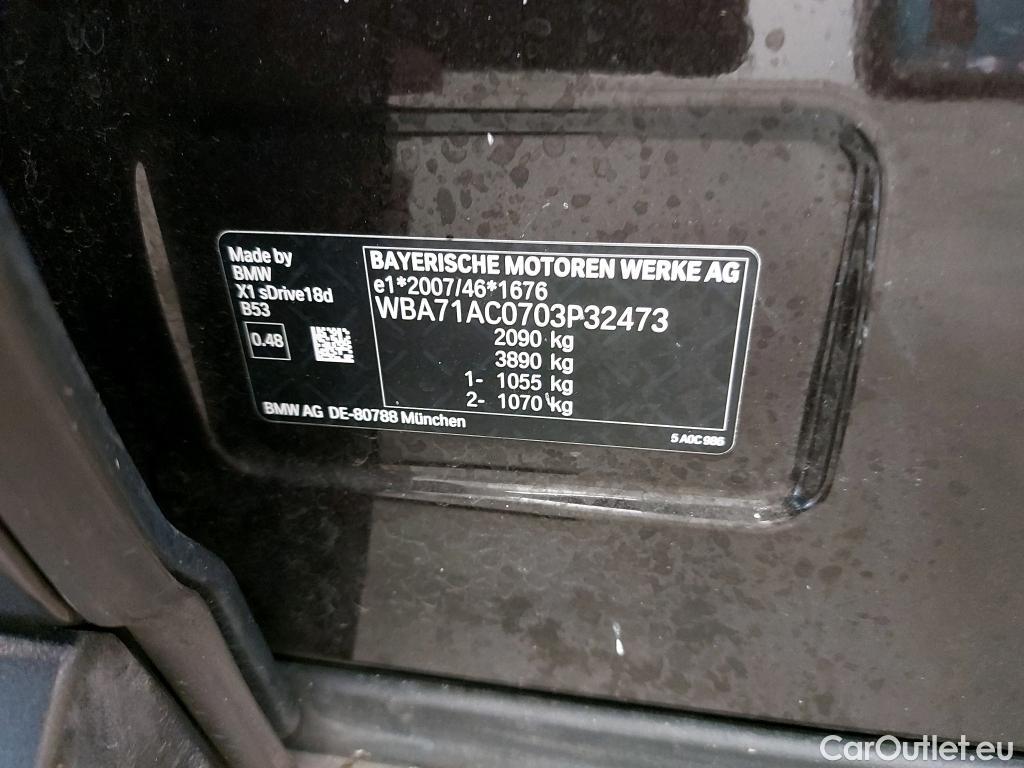 Made by
BMW
X1 sDrive18d
B53
0.48
BMW AG DE-80788 München
BAYERISCHE MOTOREN WERKE AG
e1*2007/46*1676
WBA71AC0703P32473
2090 kg
3890 kg
1- 1055 kg
2- 1070 kg
5 A0C 986
CarOutlet.eu